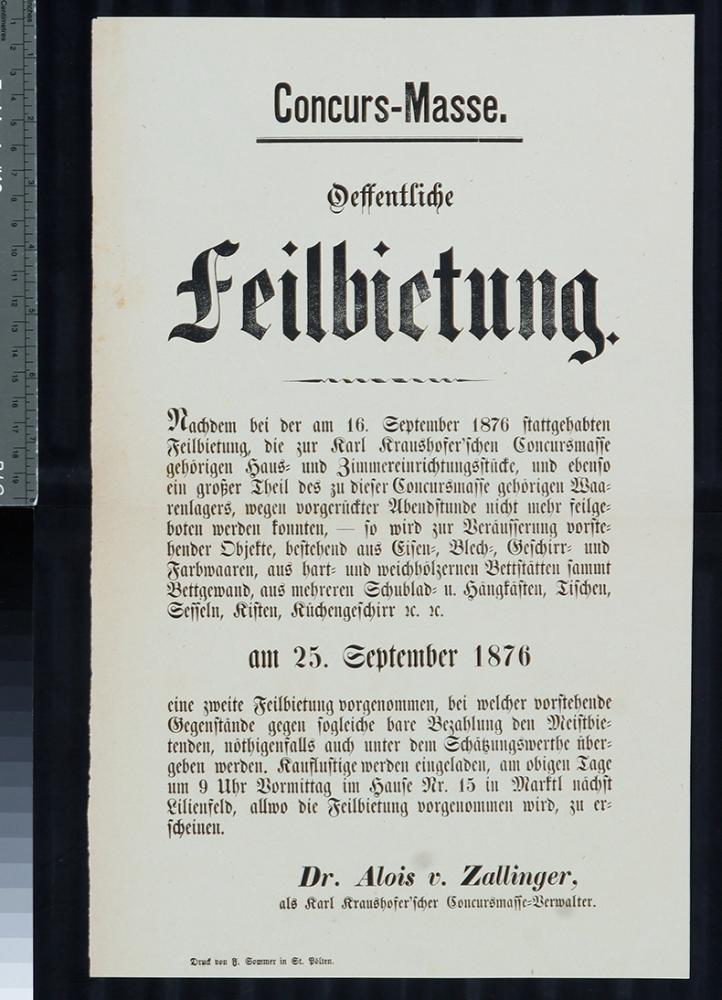 Concurs-Masse.
Oeffentliche
Feilbietung.
Nachdem bei der am 16. September 1876 stattgehabten
Feilbietung, die zur Karl Kraushofer'schen Concursmasse
gehörigen Haus- und Zimmereinrichtungsstücke, und ebenso
ein großer Theil des zu dieser Concursmasse gehörigen Waa-
renlagers, wegen vorgerückter Abendstunde nicht mehr feilge-
boten werden konnten, — so wird zur Veräusserung vorste-
hender Objekte, bestehend aus Eisen-, Blech-, Geschirr- und
Farbwaaren, aus hart- und weichhölzernen Bettstätten sammt
Bettgewand, aus mehreren Schublad- u. Hängkästen, Tischen,
Sesseln, Kisten, Küchengeschirr ꝛc. ꝛc.
am 25. September 1876
eine zweite Feilbietung vorgenommen, bei welcher vorstehende
Gegenstände gegen sogleiche bare Bezahlung den Meistbie-
tenden, nöthigenfalls auch unter dem Schätzungswerthe über-
geben werden. Kauflustige werden eingeladen, am obigen Tage
um 9 Uhr Vormittag im Hause Nr. 15 in Marktl nächst
Lilienfeld, allwo die Feilbietung vorgenommen wird, zu er-
scheinen.
Dr. Alois v. Zallinger,
als Karl Kraushofer'scher Concursmasse-Verwalter.
Druck von F. Sommer in St. Pölten.